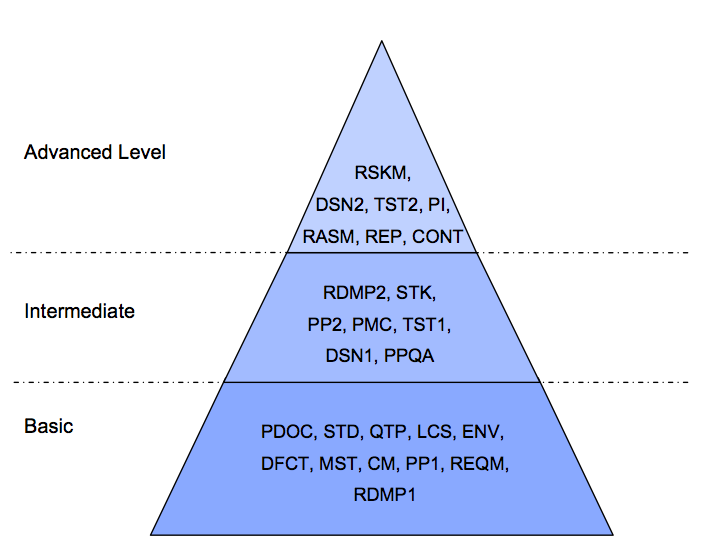 Advanced Level
RSKM,
DSN2, TST2, PI,
RASM, REP, CONT
Intermediate
RDMP2, STK,
PP2, PMC, TST1,
DSN1, PPQA
Basic
PDOC, STD, QTP, LCS, ENV,
DFCT, MST, CM, PP1, REQM,
RDMP1